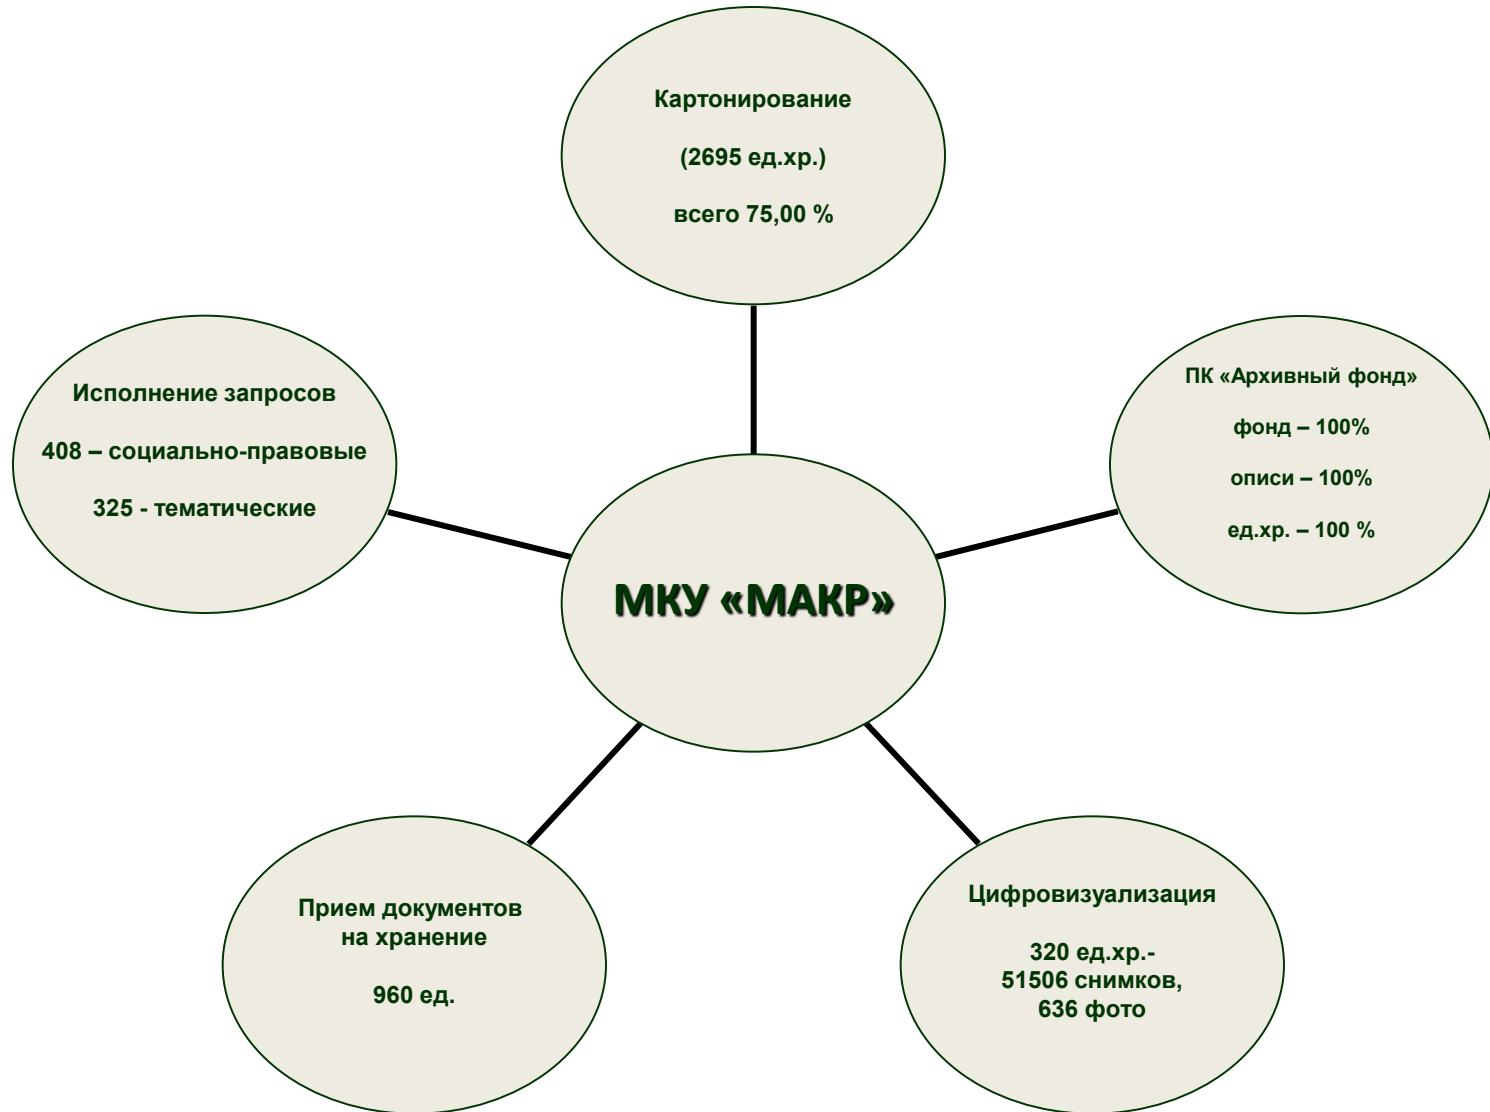 Картонирование
(2695 ед.хр.)
всего 75,00 %
Исполнение запросов
408 – социально-правовые
325 - тематические
ПК «Архивный фонд»
фонд – 100%
описи – 100%
ед.хр. – 100 %
МКУ «МАКР»
Прием документов
на хранение
960 ед.
Цифровизуализация
320 ед.хр.-
51506 снимков,
636 фото